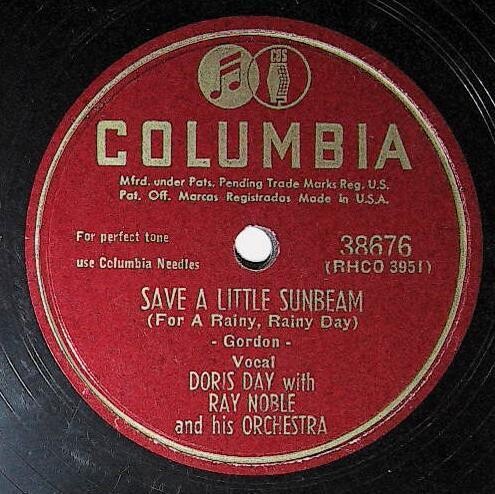 CBS
COLUMBIA
Mfrd. under Pats. Pending Trade Marks Reg. U.S.
Pat. Off. Marcas Registradas Made in U.S.A.
For perfect tone
use Columbia Needles
38676
(RHCO 3951)
SAVE A LITTLE SUNBEAM
(For A Rainy, Rainy Day)
- Gordon -
Vocal
DORIS DAY with
RAY NOBLE
and his ORCHESTRA